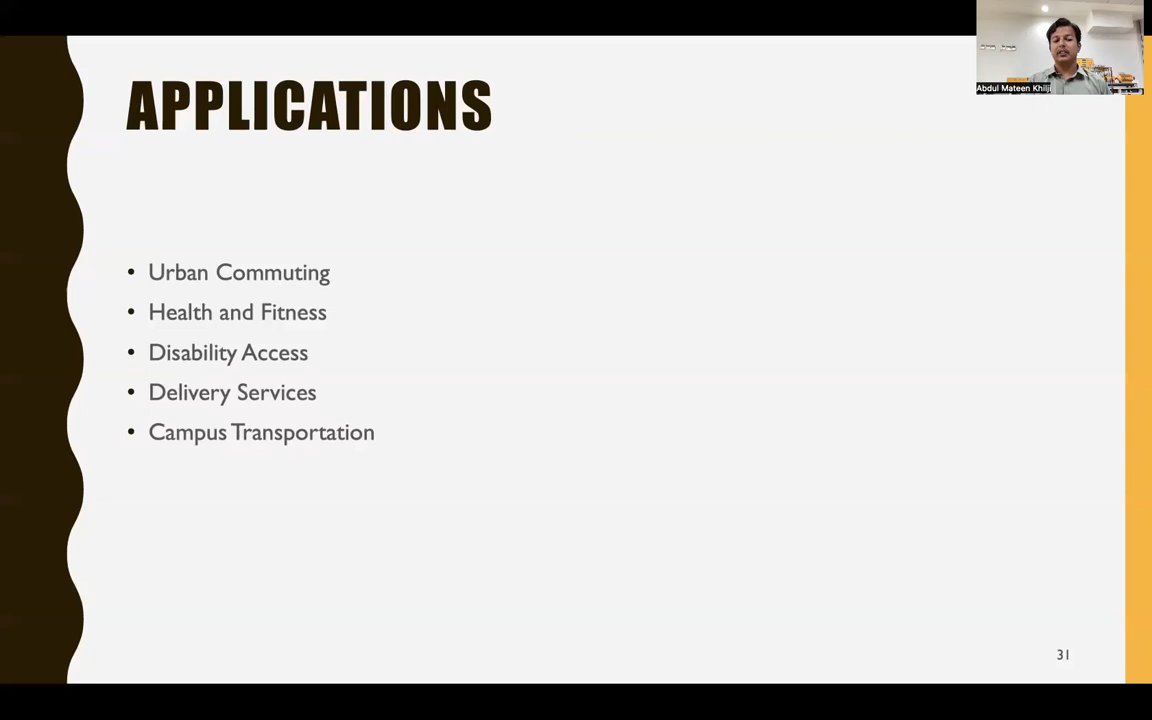 APPLICATIONS
Abdul Mateen Khilji
• Urban Commuting
• Health and Fitness
• Disability Access
• Delivery Services
• Campus Transportation
31